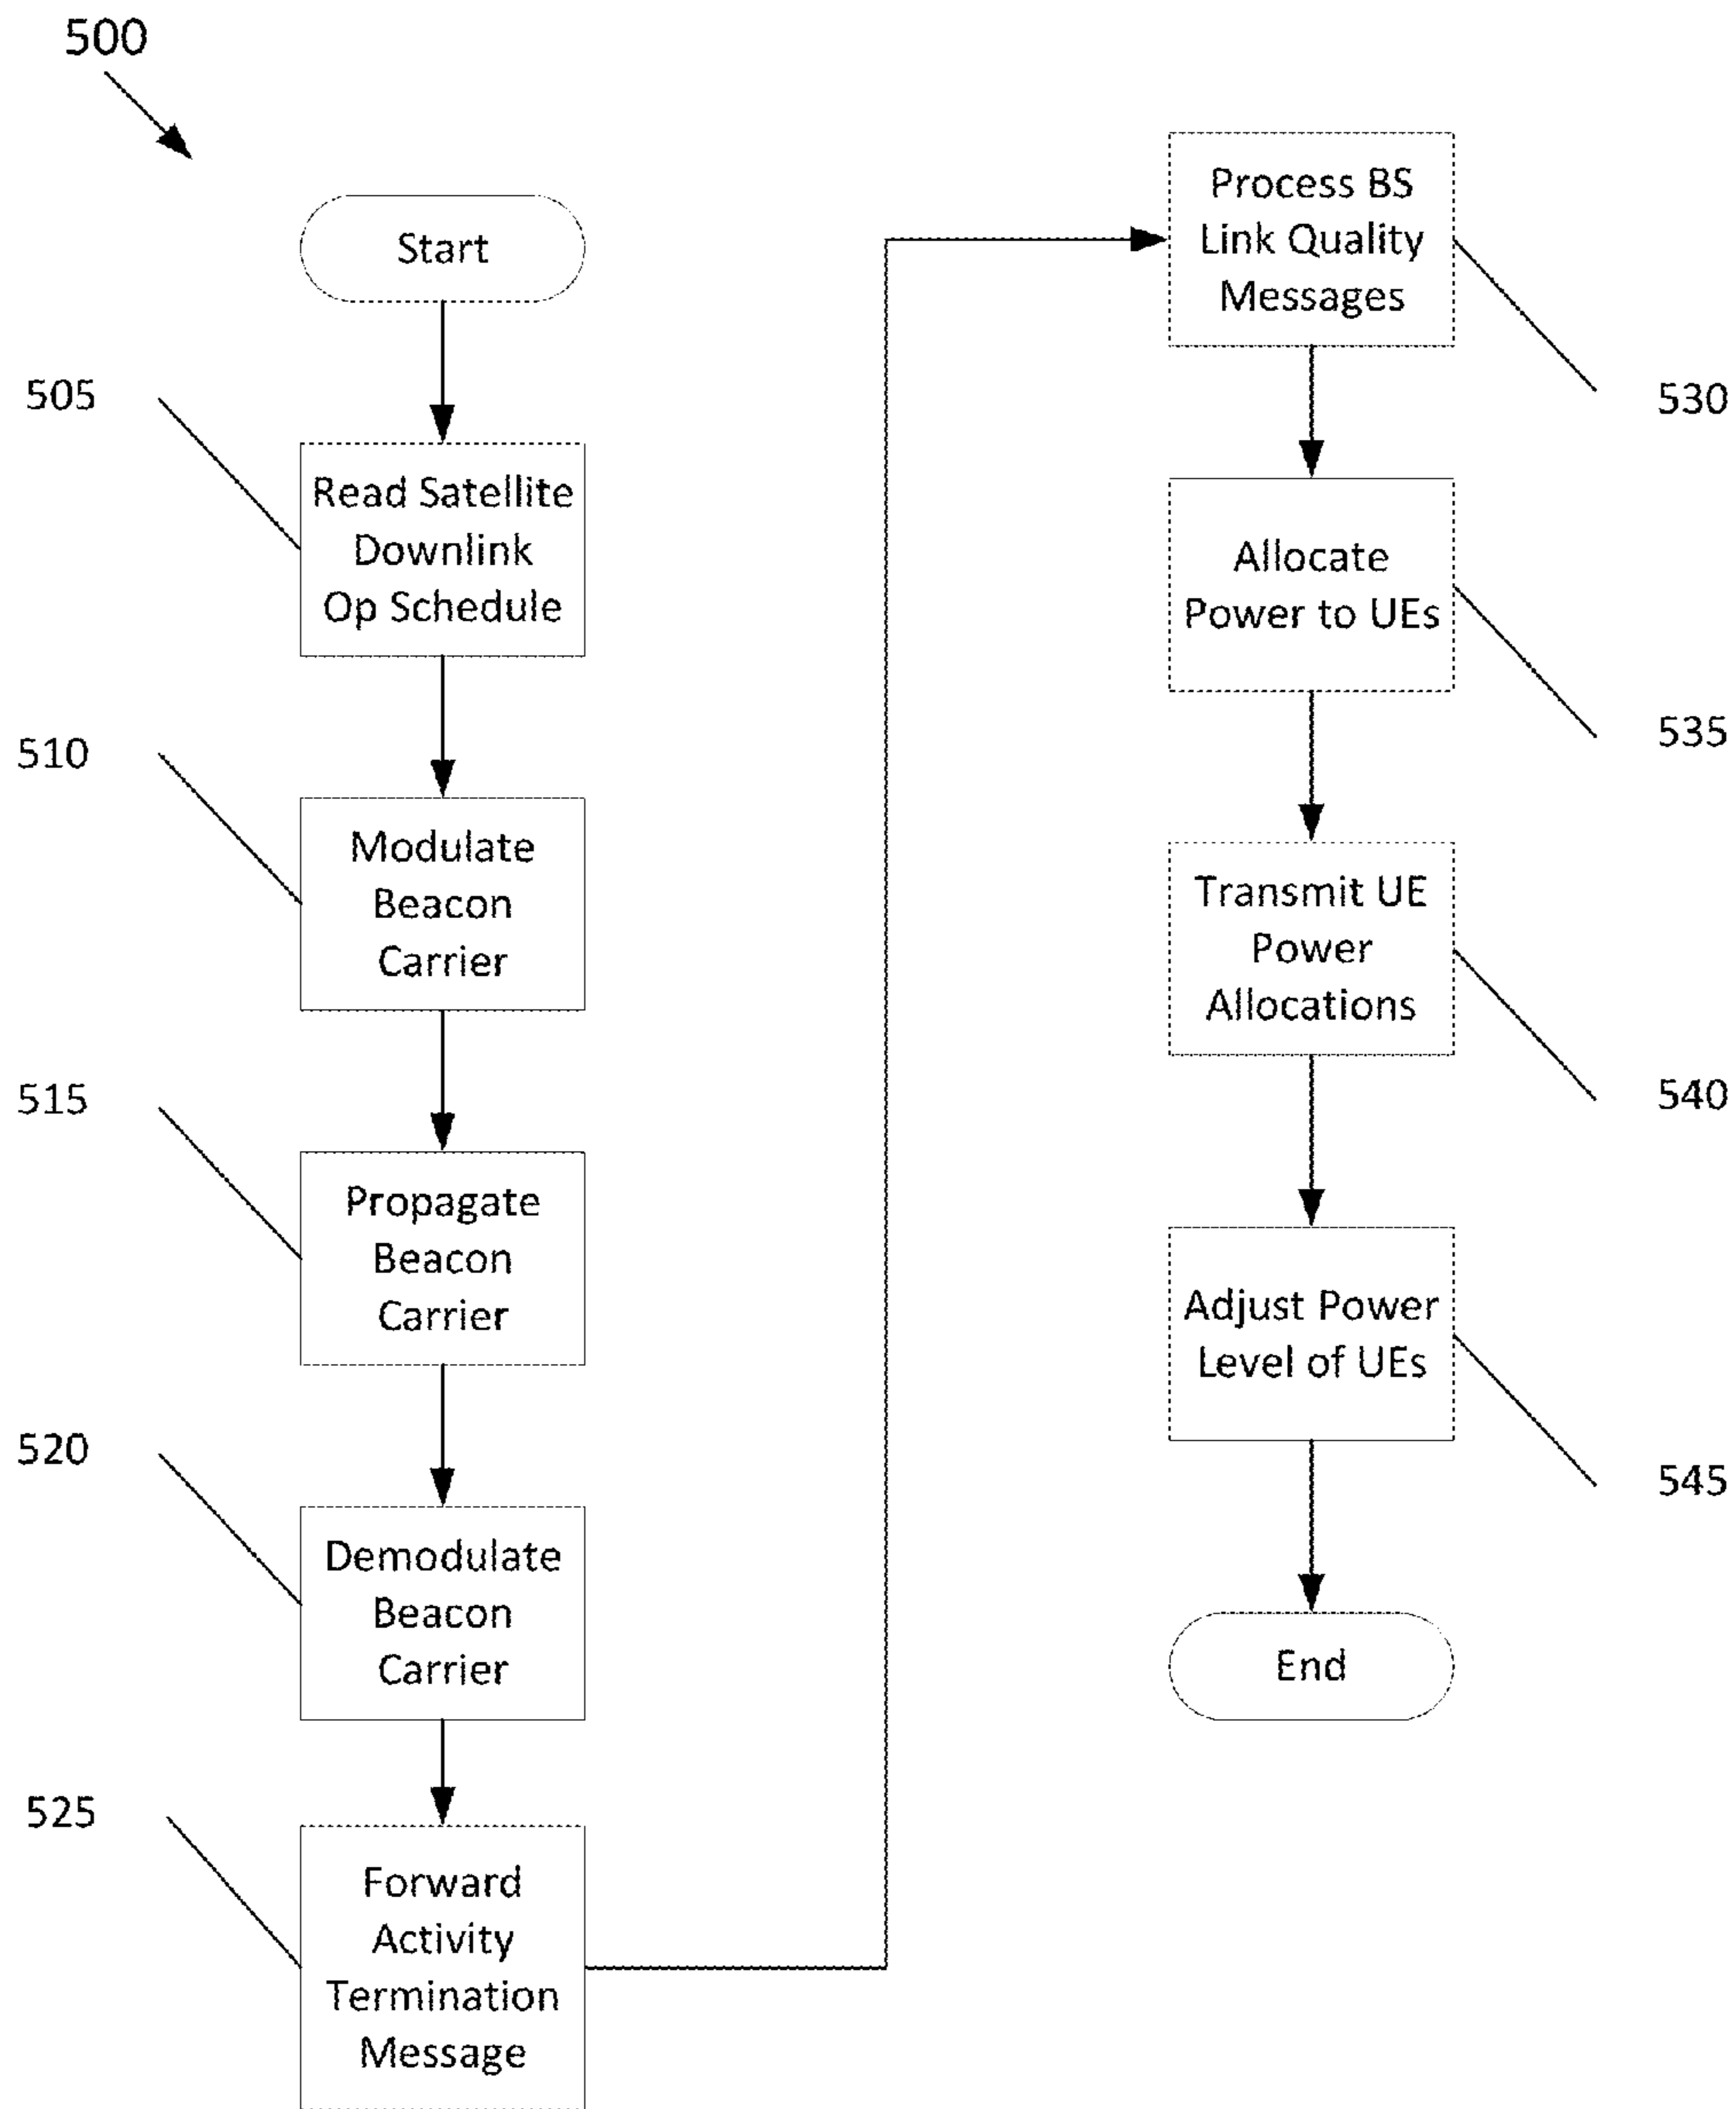 500
Start
505
Read Satellite
Downlink
Op Schedule
510
Modulate
Beacon
Carrier
515
Propagate
Beacon
Carrier
520
Demodulate
Beacon
Carrier
525
Forward
Activity
Termination
Message
Process BS
Link Quality
Messages
530
Allocate
Power to UEs
535
Transmit UE
Power
Allocations
540
Adjust Power
Level of UEs
545
End